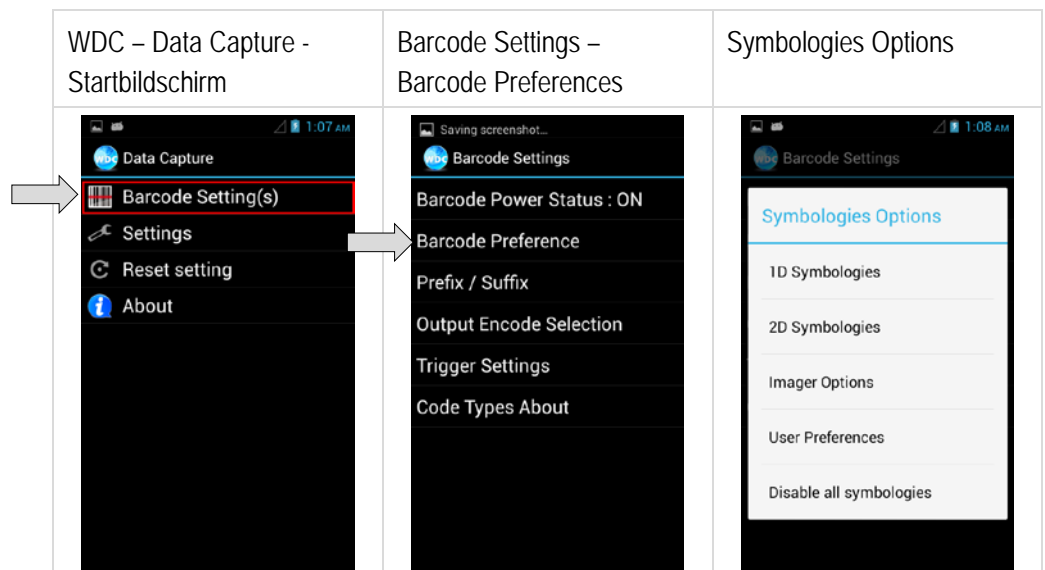 WDC – Data Capture -
Startbildschirm
Barcode Settings –
Barcode Preferences
Symbologies Options
1:07 AM
wdc Data Capture
Barcode Setting(s)
Settings
Reset setting
About
Saving screenshot...
wdc Barcode Settings
Barcode Power Status : ON
Barcode Preference
Prefix / Suffix
Output Encode Selection
Trigger Settings
Code Types About
1:08 AM
wdc Barcode Settings
Symbologies Options
1D Symbologies
2D Symbologies
Imager Options
User Preferences
Disable all symbologies